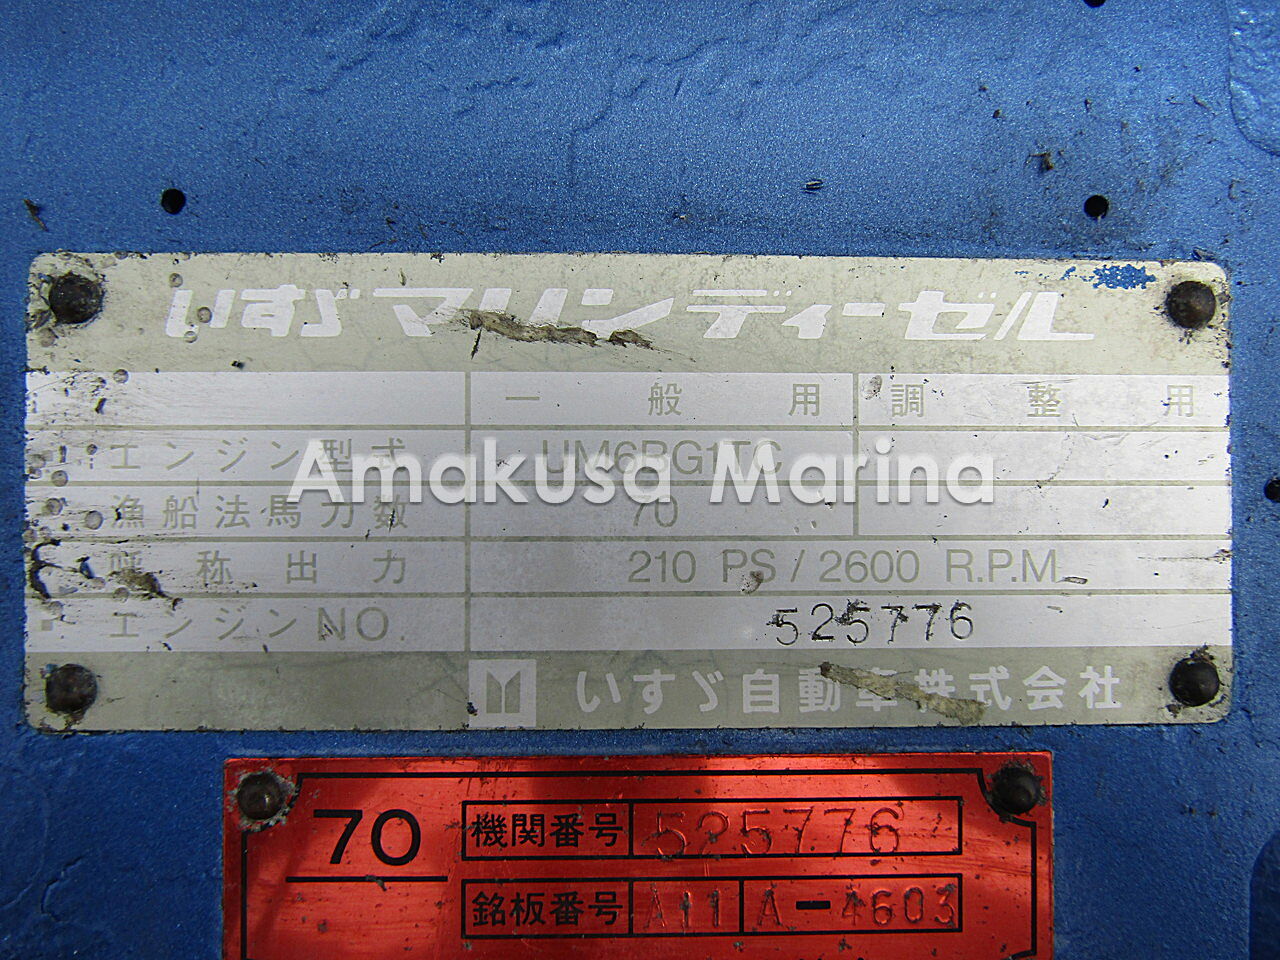 いすゞマリンディーゼル
一般用 調整用
エンジン型式 UM6BG1TC
漁船法馬力数 70
呼称出力 210 PS / 2600 R.P.M
エンジンNO. 525776
いすゞ自動車株式会社
Amakusa Marina
70 機関番号 525776
銘板番号 A11 A-4603